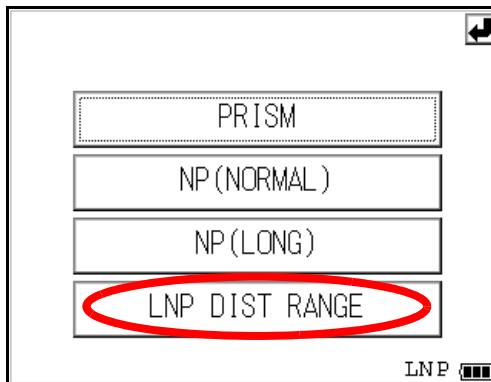 PRISM
NP(NORMAL)
NP(LONG)
LNP DIST RANGE
LNP